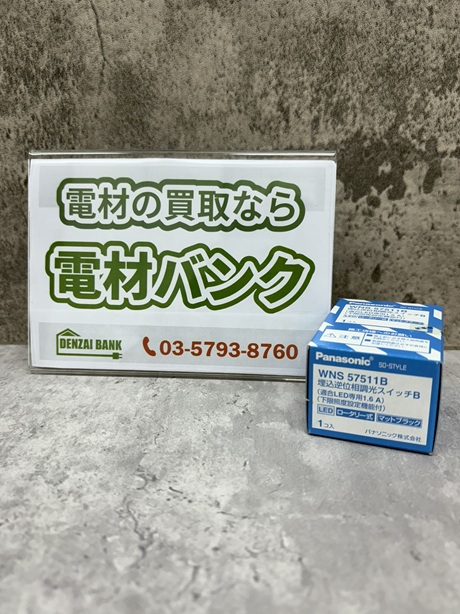 電材の買取なら
電材バンク
DENZAI BANK
03-5793-8760
Panasonic
WNS 57511B
Panasonic SO-STYLE
WNS 57511B
埋込逆位相調光スイッチB
(適合LED専用1.6A)
(下限照度設定機能付)
LED ロータリー式 マットブラック
1コ入
パナソニック株式会社